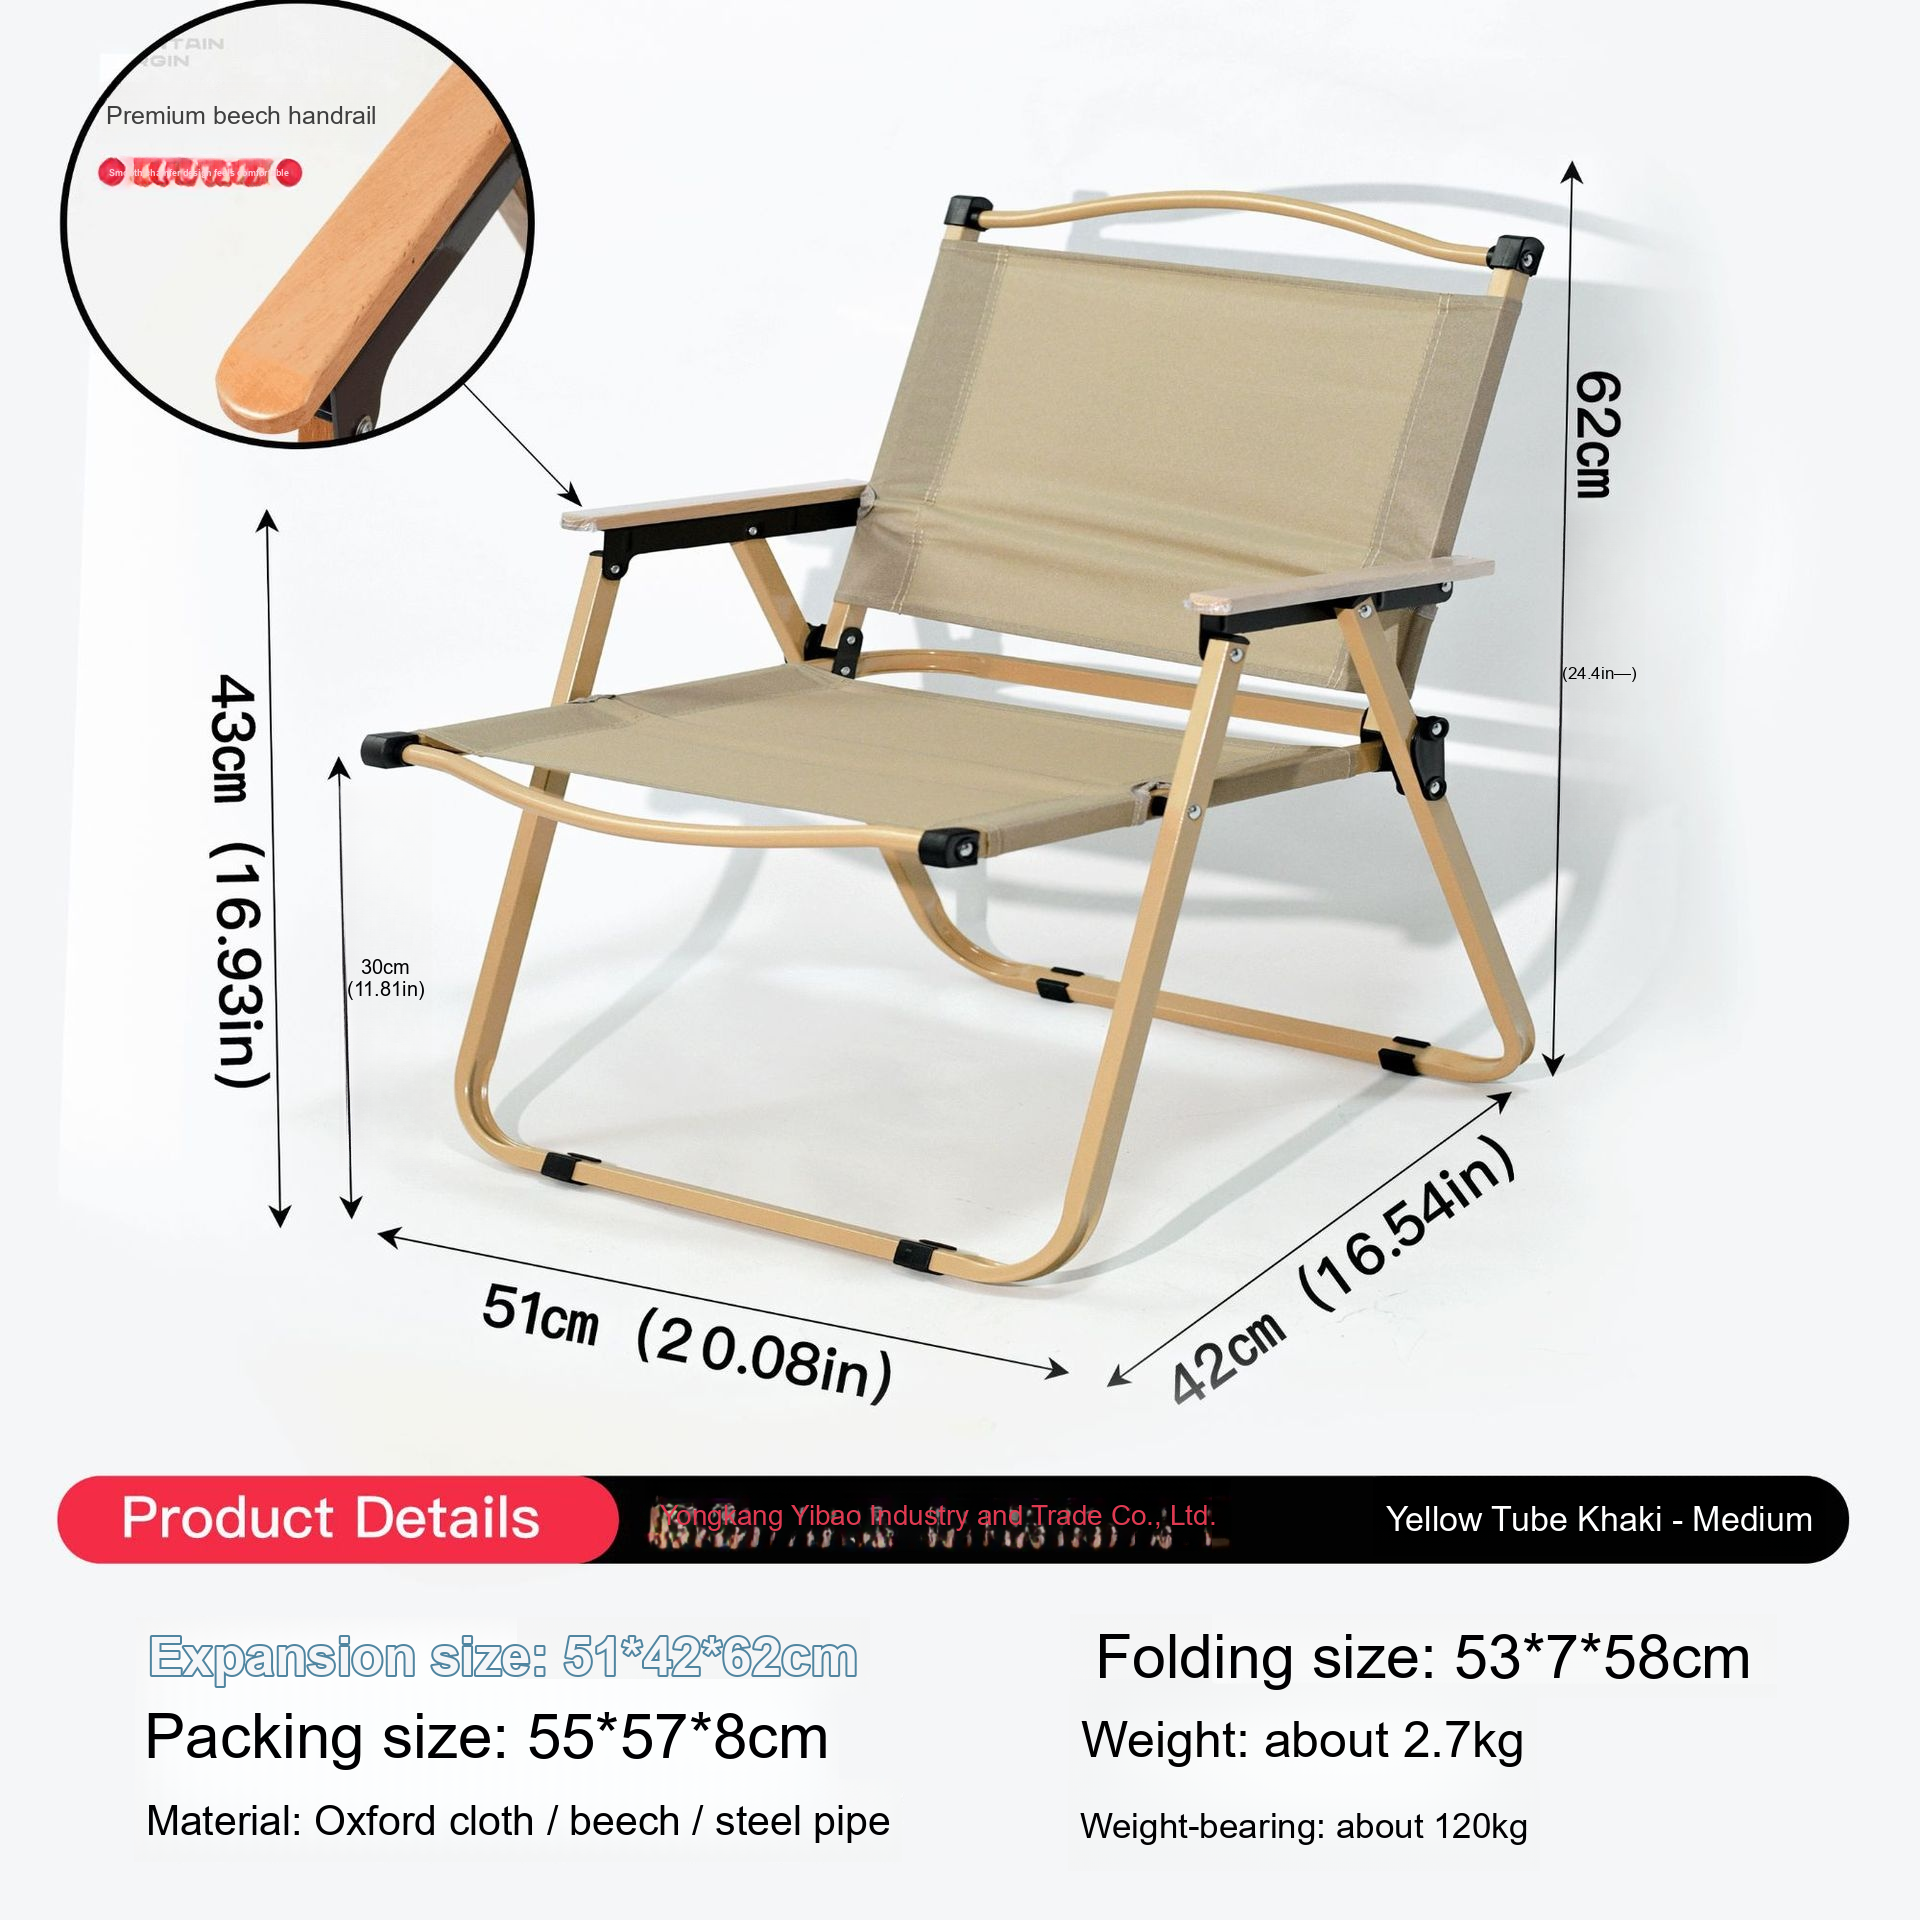 Premium beech handrail
62cm
(24.4in—)
43cm (16.93in)
30cm
(11.81in)
51cm (20.08in)
42cm (16.54in)
Product Details
Yongkang Yibao Industry and Trade Co., Ltd.
Yellow Tube Khaki - Medium
Expansion size: 51*42*62cm
Folding size: 53*7*58cm
Packing size: 55*57*8cm
Weight: about 2.7kg
Material: Oxford cloth / beech / steel pipe
Weight-bearing: about 120kg